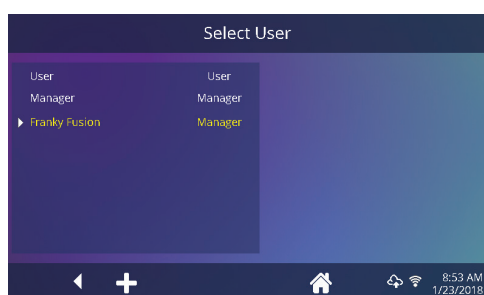 Select User
User User
Manager Manager
Franky Fusion Manager
8:53 AM
1/23/2018